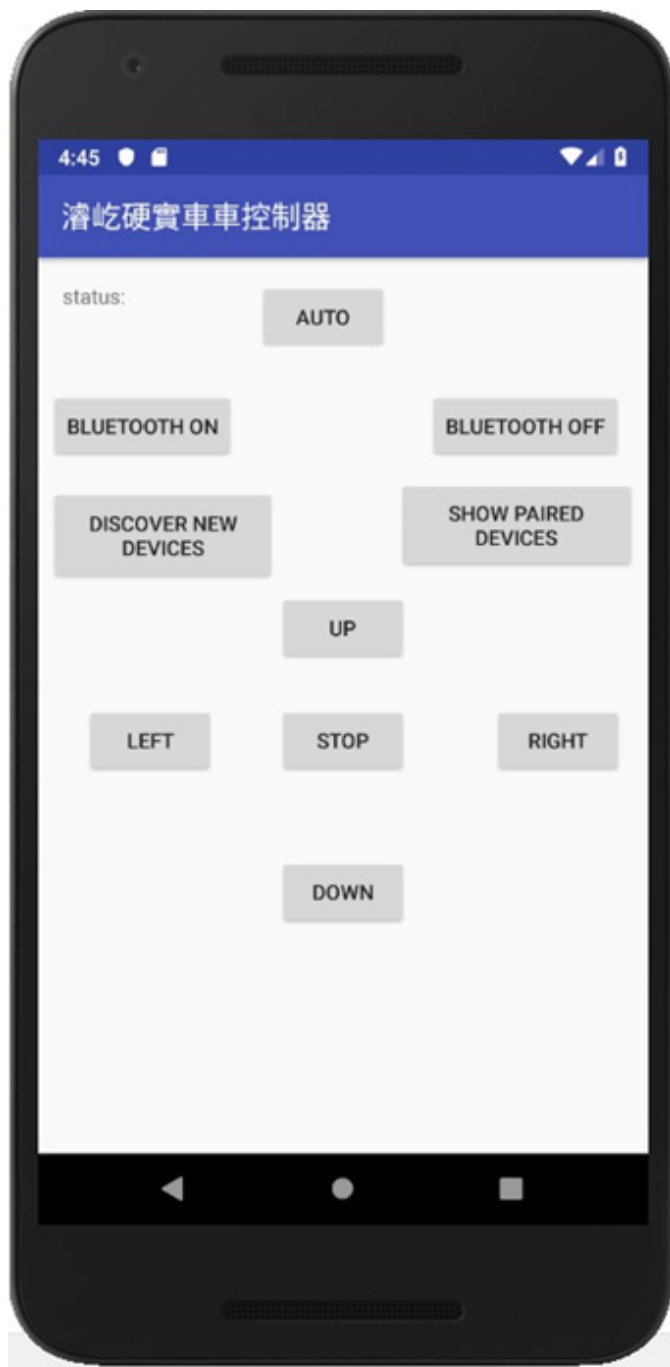 4:45
濬屹硬實車車控制器
status:
AUTO
BLUETOOTH ON
BLUETOOTH OFF
DISCOVER NEW
DEVICES
SHOW PAIRED
DEVICES
UP
LEFT
STOP
RIGHT
DOWN